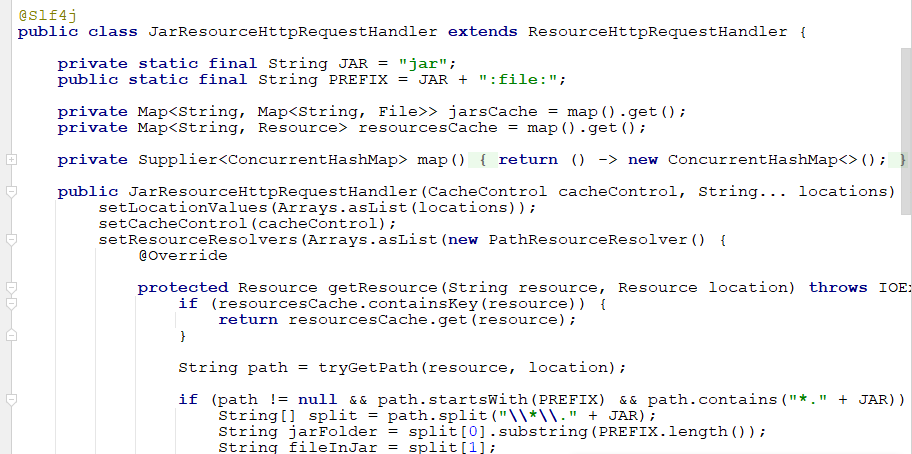 @Slf4j
public class JarResourceHttpRequestHandler extends ResourceHttpRequestHandler {
private static final String JAR = "jar";
public static final String PREFIX = JAR + ":file:";
private Map<String, Map<String, File>> jarsCache = map().get();
private Map<String, Resource> resourcesCache = map().get();
private Supplier<ConcurrentHashMap> map() { return () -> new ConcurrentHashMap<>(); }
public JarResourceHttpRequestHandler(CacheControl cacheControl, String... locations)
setLocationValues(Arrays.asList(locations));
setCacheControl(cacheControl);
setResourceResolvers(Arrays.asList(new PathResourceResolver() {
@Override
protected Resource getResource(String resource, Resource location) throws IOE
if (resourcesCache.containsKey(resource)) {
return resourcesCache.get(resource);
}
String path = tryGetPath(resource, location);
if (path != null && path.startsWith(PREFIX) && path.contains("*." + JAR))
String[] split = path.split("\\*\\." + JAR);
String jarFolder = split[0].substring(PREFIX.length());
String fileInJar = split[1];